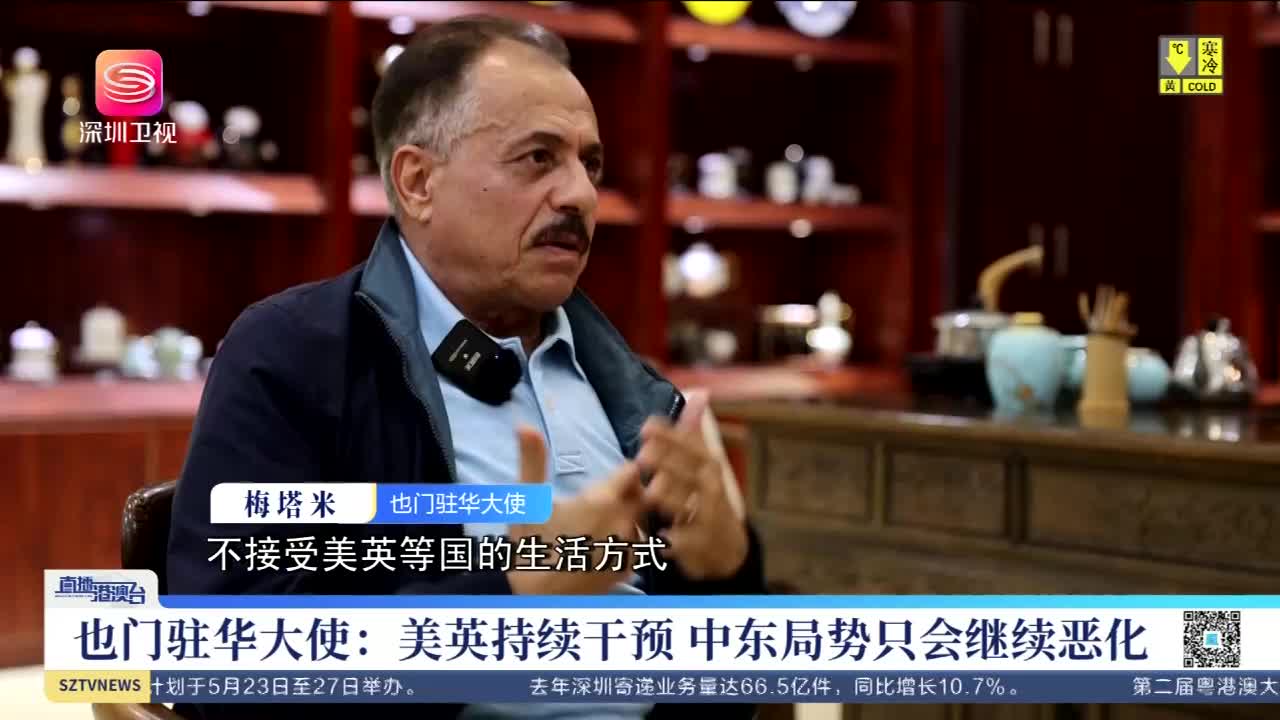 深圳卫视
℃
寒冷
黄
COLD
梅塔米
也门驻华大使
不接受美英等国的生活方式
直播港澳台
也门驻华大使：美英持续干预 中东局势只会继续恶化
SZTVNEWS
计划于5月23日至27日举办。 去年深圳寄递业务量达66.5亿件，同比增长10.7%。 第二届粤港澳大